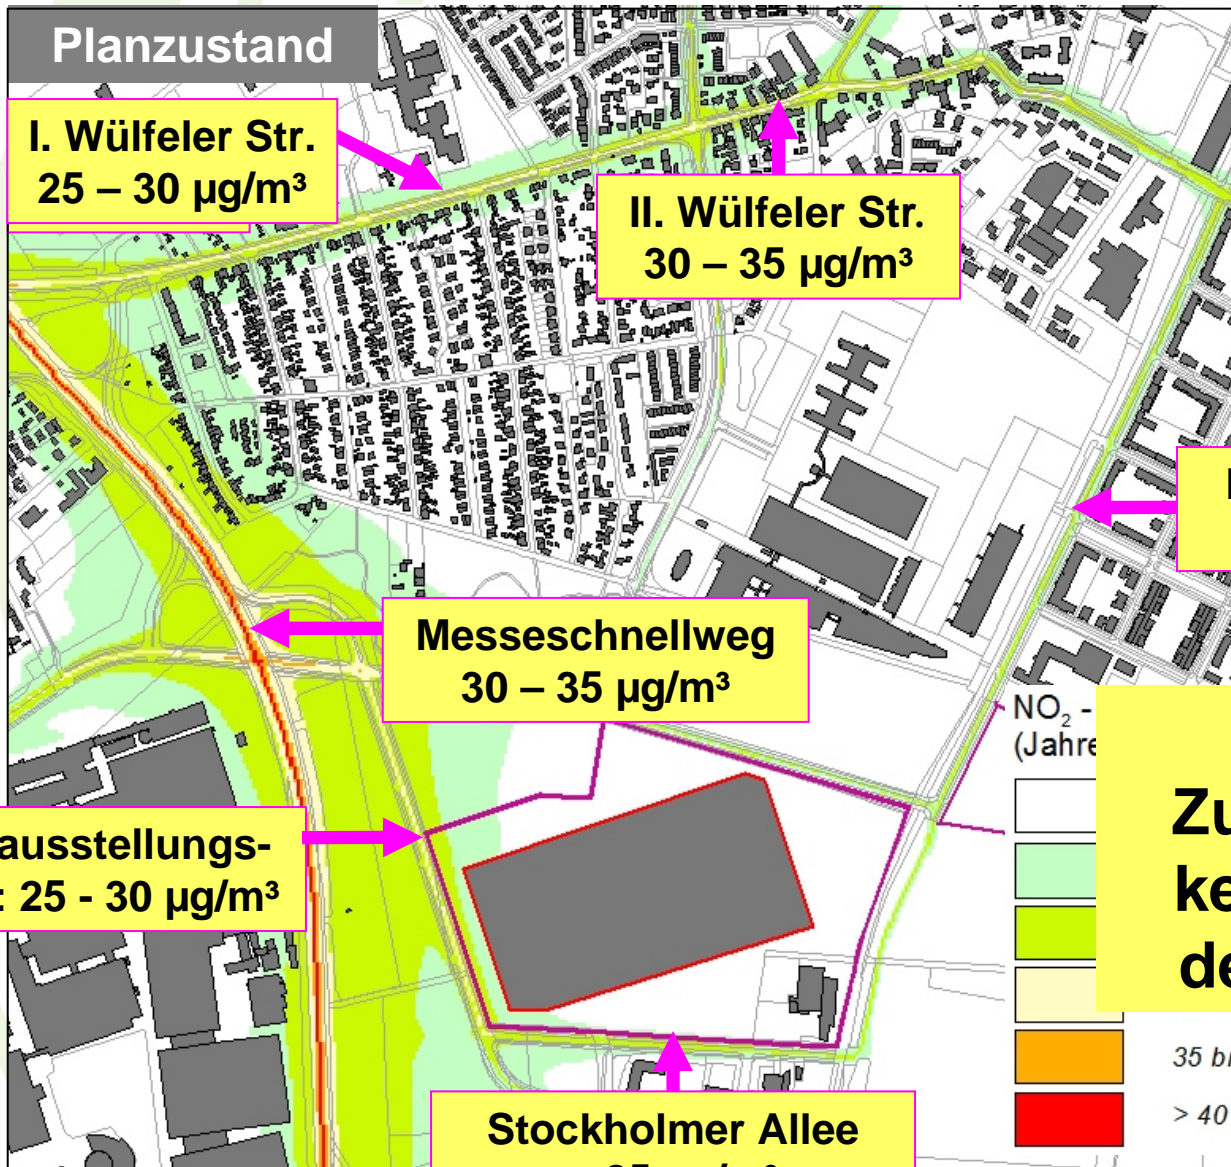 Planzustand
I. Wülfeler Str.
25 – 30 µg/m³
II. Wülfeler Str.
30 – 35 µg/m³
Messeschnellweg
30 – 35 µg/m³
ausstellungs-
: 25 - 30 µg/m³
Stockholmer Allee
NO₂ -
(Jahre
Zu
ke
de
35 bi
> 40